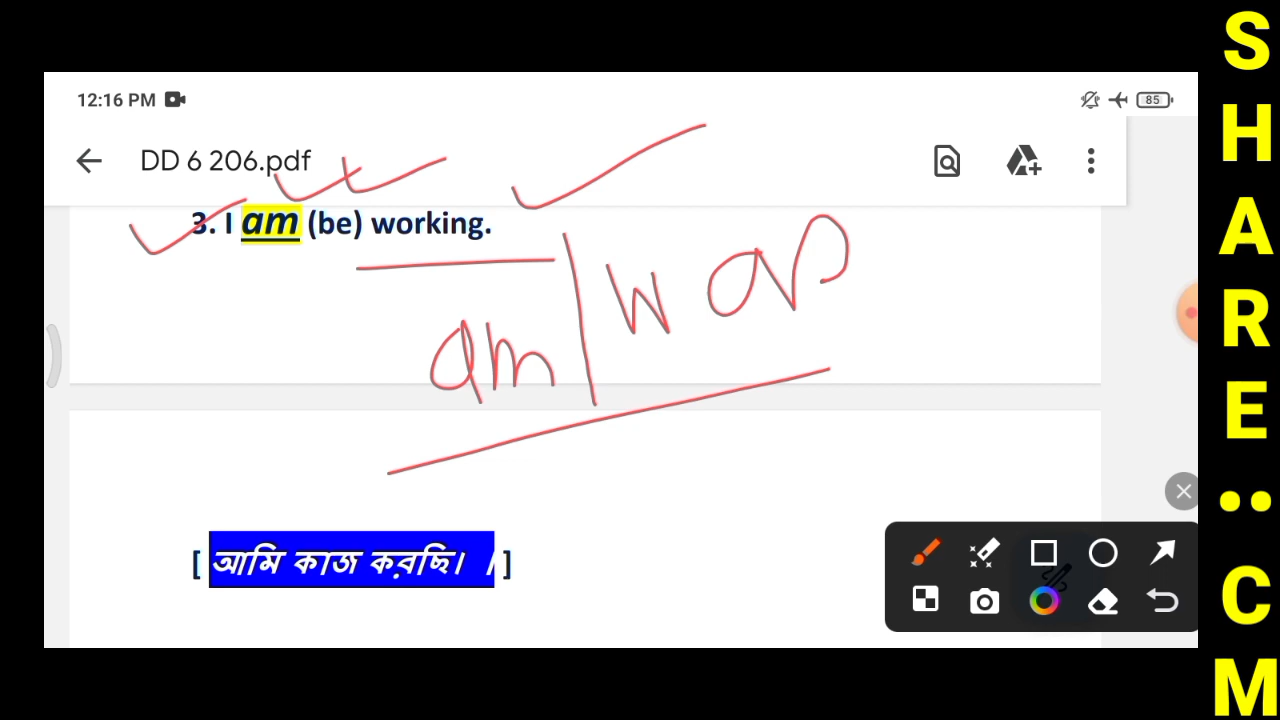 12:16 PM
85
DD 6 206.pdf
3. I am (be) working.
am/was
[ আমি কাজ করছি। । ]
SHARE..CM